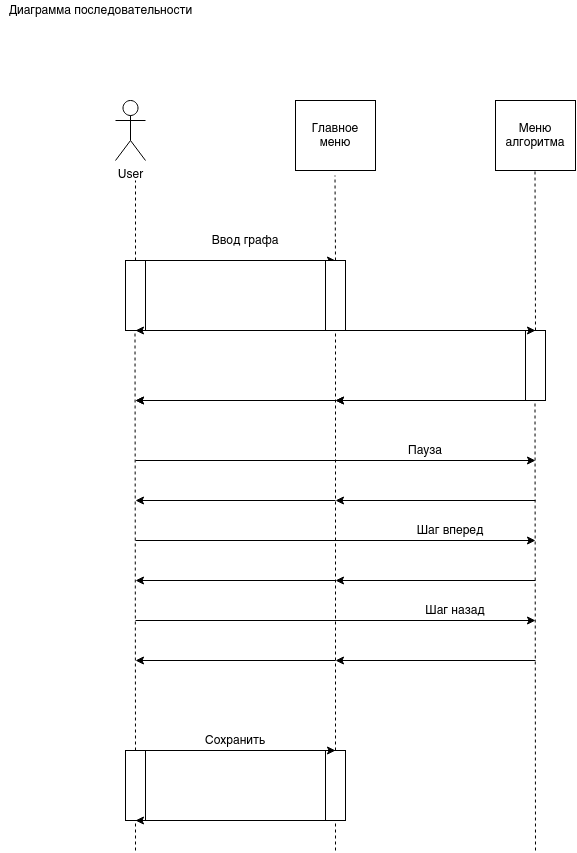 Диаграмма последовательности
Главное
меню
Меню
алгоритма
User
Ввод графа
Пауза
Шаг вперед
Шаг назад
Сохранить